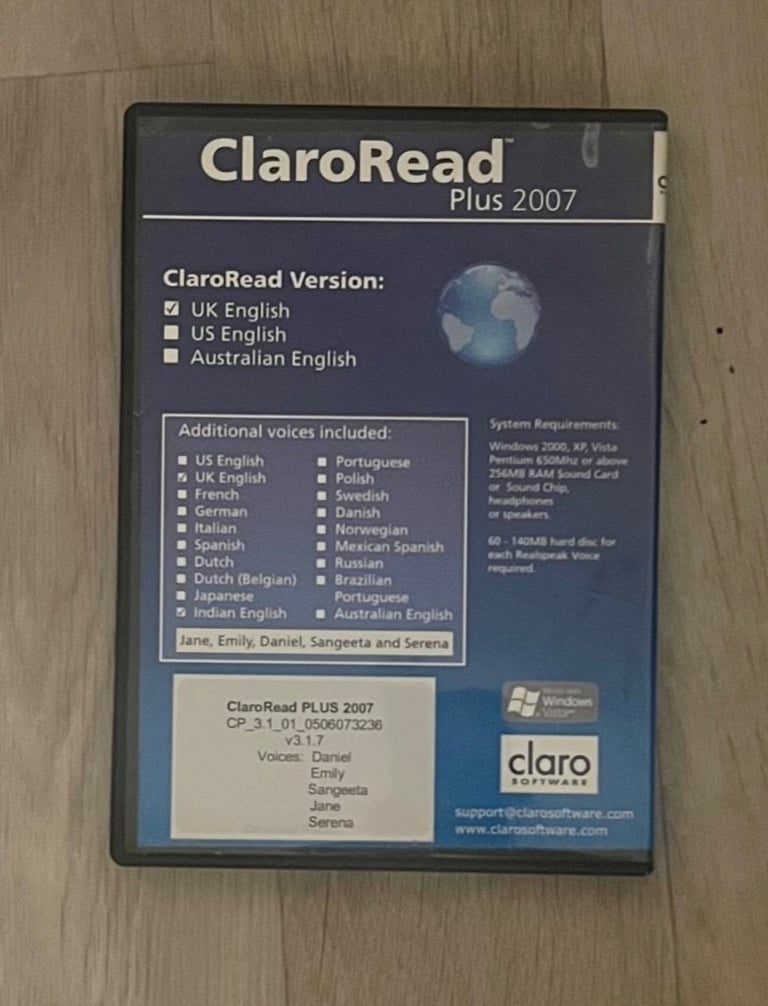 ClaroRead™
Plus 2007
ClaroRead Version:
UK English
US English
Australian English
Additional voices included:
US English
UK English
French
German
Italian
Spanish
Dutch
Dutch (Belgian)
Japanese
Indian English
Portuguese
Polish
Swedish
Danish
Norwegian
Mexican Spanish
Russian
Brazilian
Portuguese
Australian English
Jane, Emily, Daniel, Sangeeta and Serena
System Requirements:
Windows 2000, XP, Vista
Pentium 650Mhz or above
256MB RAM Sound Card
or Sound Chip,
headphones
or speakers.
60 - 140MB hard disc for
each Realspeak Voice
required.
ClaroRead PLUS 2007
CP_3.1_01_0506073236
v3.1.7
Voices: Daniel
Emily
Sangeeta
Jane
Serena
Windows
Vista™
claro
SOFTWARE
support@clarosoftware.com
www.clarosoftware.com